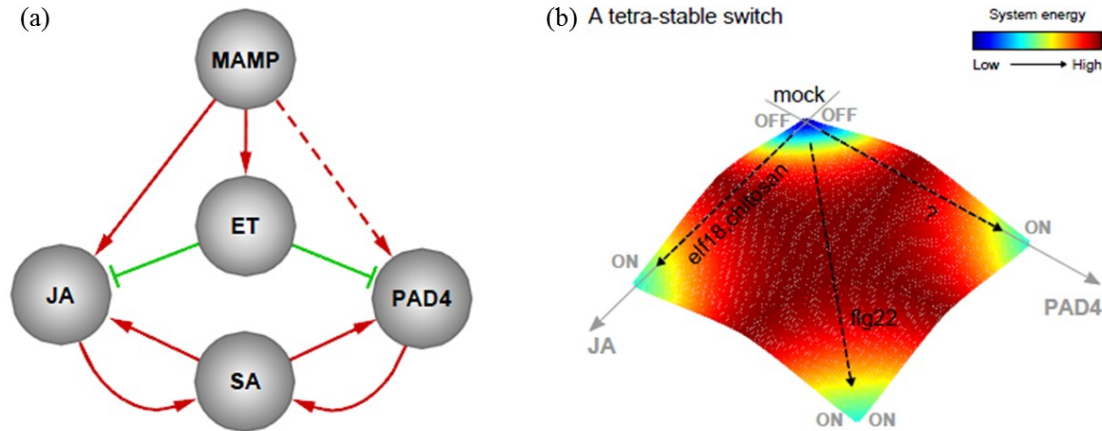 (a)
MAMP
ET
JA
PAD4
SA
(b) A tetra-stable switch
System energy
Low High
mock
OFF OFF
elf18,chitosan
?
ON
ON
flg22
JA
PAD4
ON ON